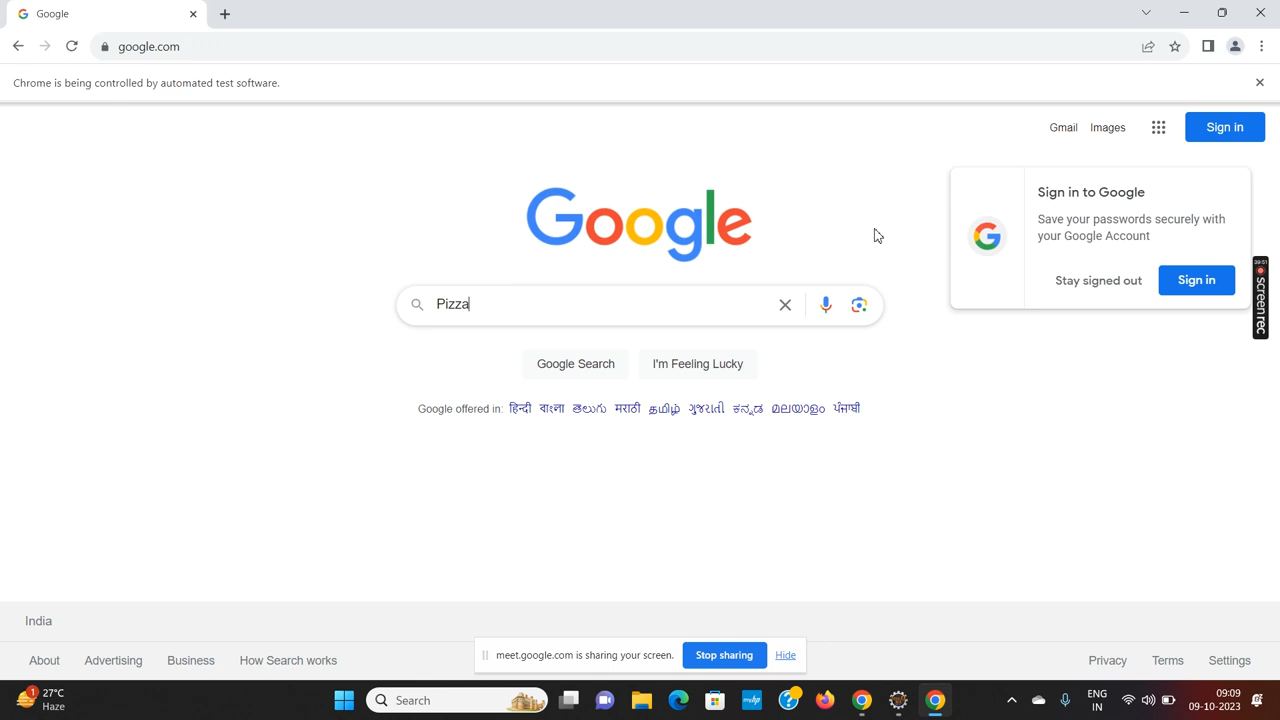 Google
google.com
Chrome is being controlled by automated test software.
Gmail Images Sign in
Google
Sign in to Google
Save your passwords securely with
your Google Account
Stay signed out Sign in
39:51
screenrec
Pizza
Google Search I'm Feeling Lucky
Google offered in: हिन्दी বাংলা తెలుగు मराठी தமிழ் ગુજરાતી ಕನ್ನಡ മലയാളം ਪੰਜਾਬੀ
India
meet.google.com is sharing your screen. Stop sharing Hide
About Advertising Business How Search works Privacy Terms Settings
1
27°C
Haze
Search
ENG
IN
09:09
09-10-2023